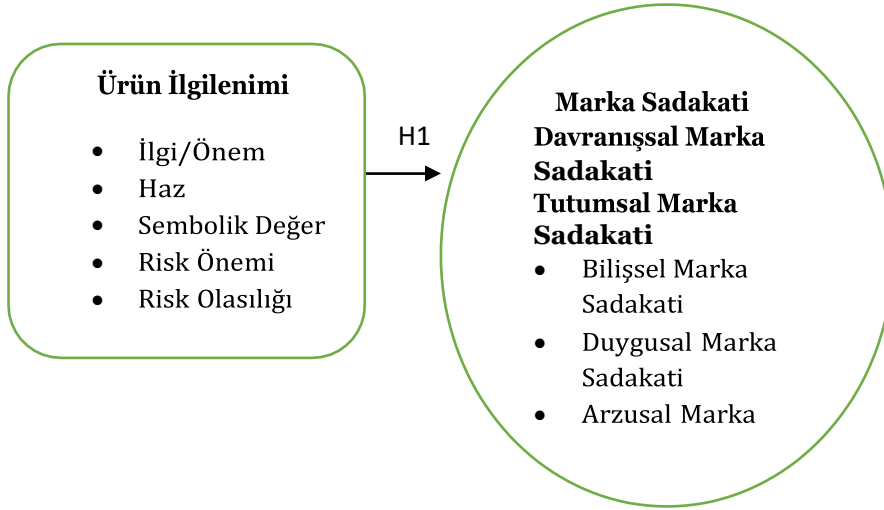 Ürün İlgilenimi
• İlgi/Önem
• Haz
• Sembolik Değer
• Risk Önemi
• Risk Olasılığı
H1
Marka Sadakati
Davranışsal Marka
Sadakati
Tutumsal Marka
Sadakati
• Bilişsel Marka
Sadakati
• Duygusal Marka
Sadakati
• Arzusal Marka